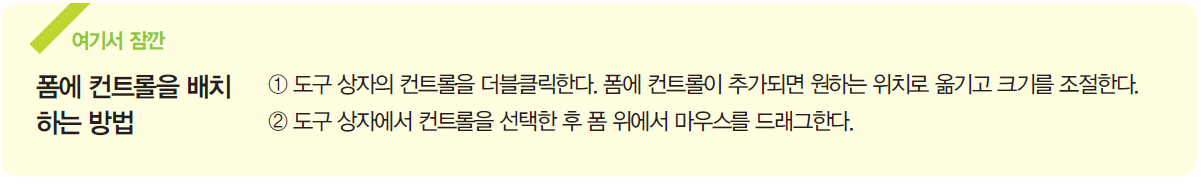 여기서 잠깐
폼에 컨트롤을 배치
하는 방법
① 도구 상자의 컨트롤을 더블클릭한다. 폼에 컨트롤이 추가되면 원하는 위치로 옮기고 크기를 조절한다.
② 도구 상자에서 컨트롤을 선택한 후 폼 위에서 마우스를 드래그한다.